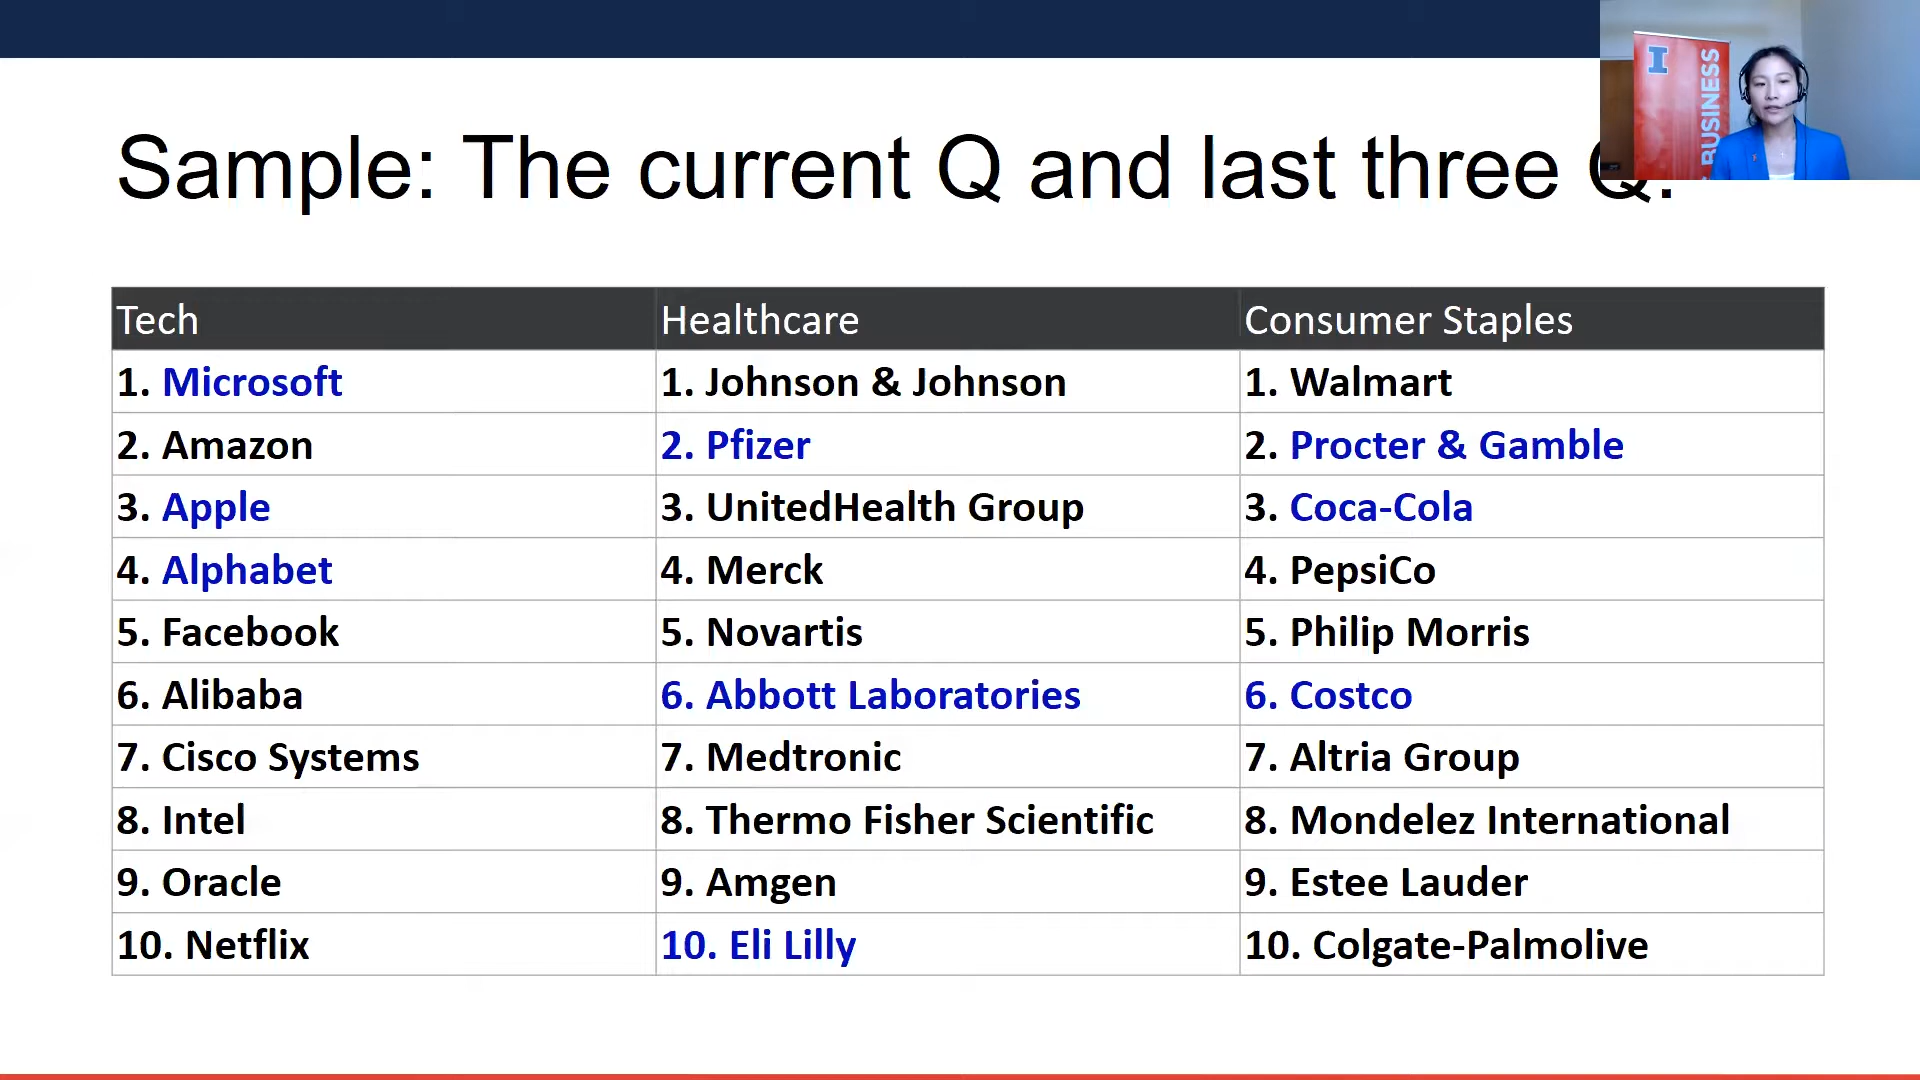 Sample: The current Q and last three Q.
I
BUSINESS
Tech Healthcare Consumer Staples
1. Microsoft 1. Johnson & Johnson 1. Walmart
2. Amazon 2. Pfizer 2. Procter & Gamble
3. Apple 3. UnitedHealth Group 3. Coca-Cola
4. Alphabet 4. Merck 4. PepsiCo
5. Facebook 5. Novartis 5. Philip Morris
6. Alibaba 6. Abbott Laboratories 6. Costco
7. Cisco Systems 7. Medtronic 7. Altria Group
8. Intel 8. Thermo Fisher Scientific 8. Mondelez International
9. Oracle 9. Amgen 9. Estee Lauder
10. Netflix 10. Eli Lilly 10. Colgate-Palmolive